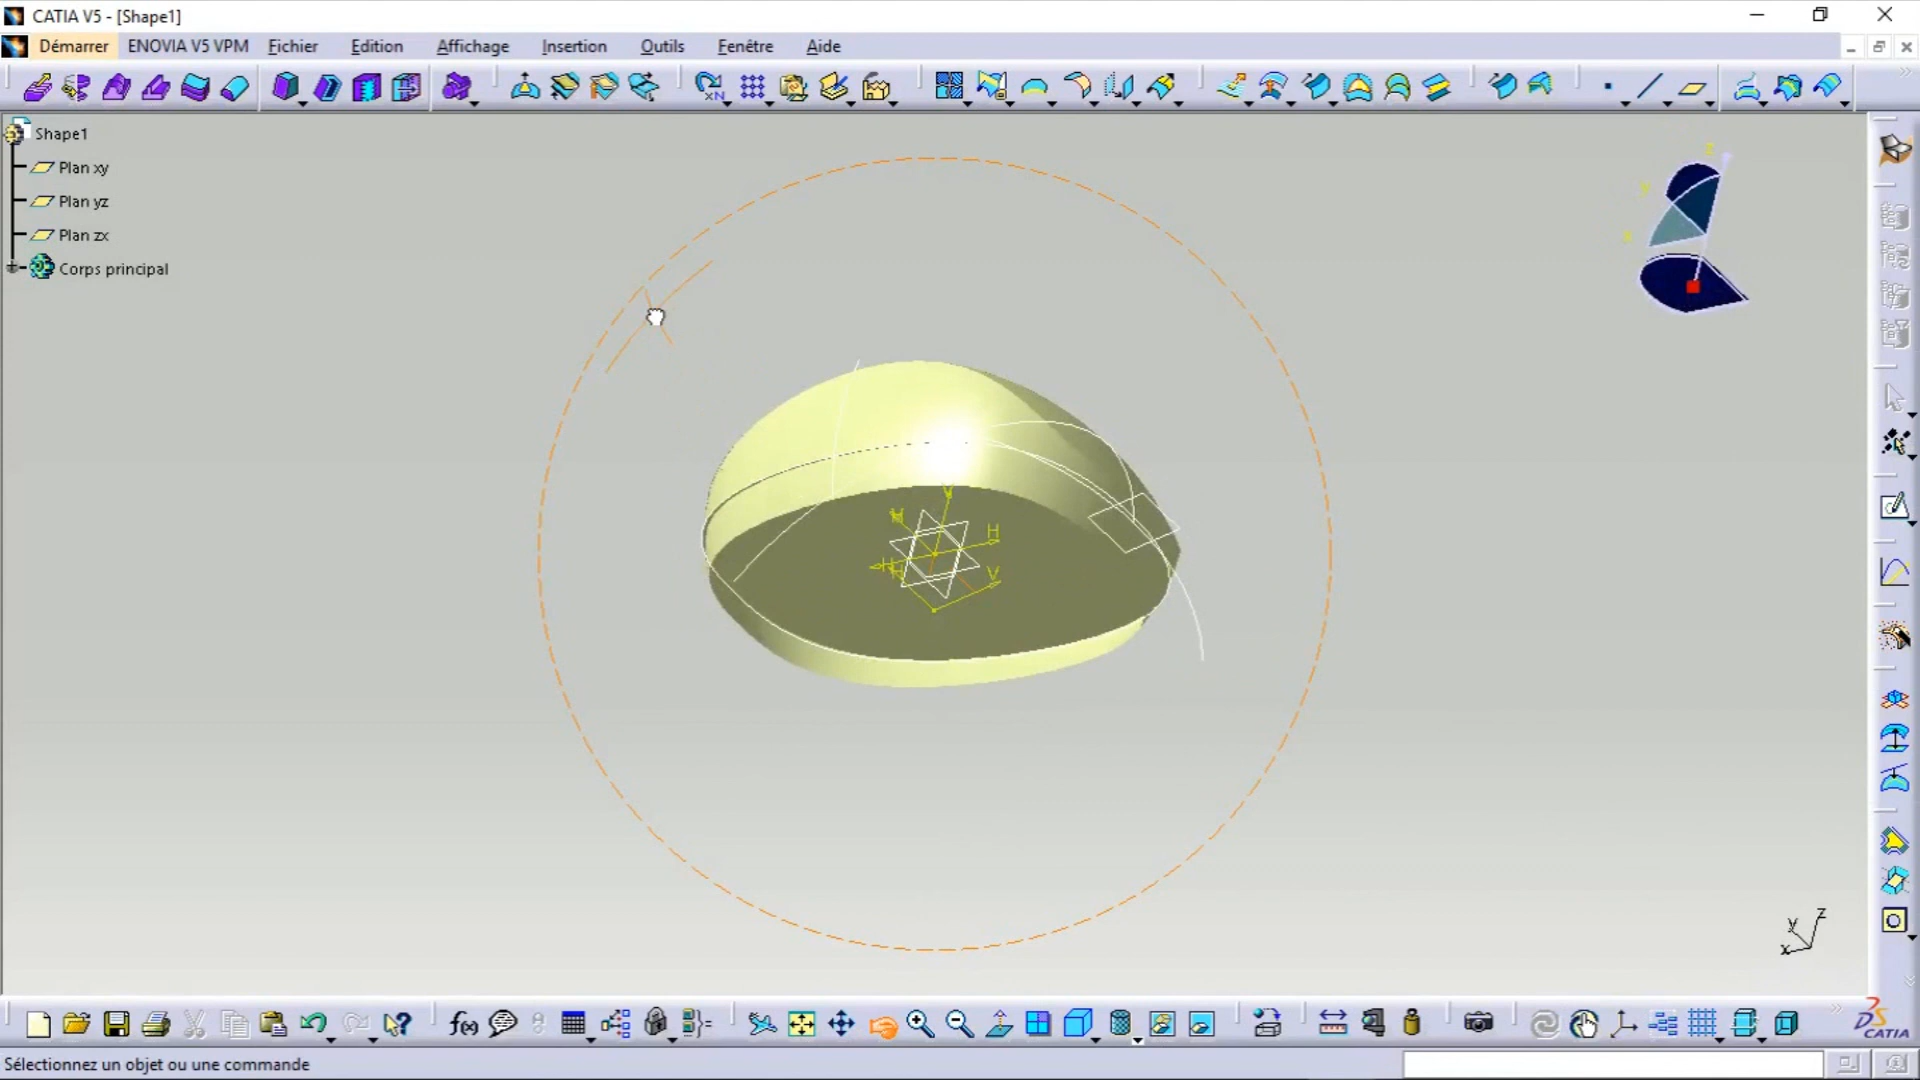 CATIA V5 - [Shape1]
Démarrer ENOVIA V5 VPM Fichier Edition Affichage Insertion Outils Fenêtre Aide
Shape1
Plan xy
Plan yz
Plan zx
Corps principal
z
y
x
V
H
H
H
H
V
z
y
x
f(x)
CATIA
Sélectionnez un objet ou une commande